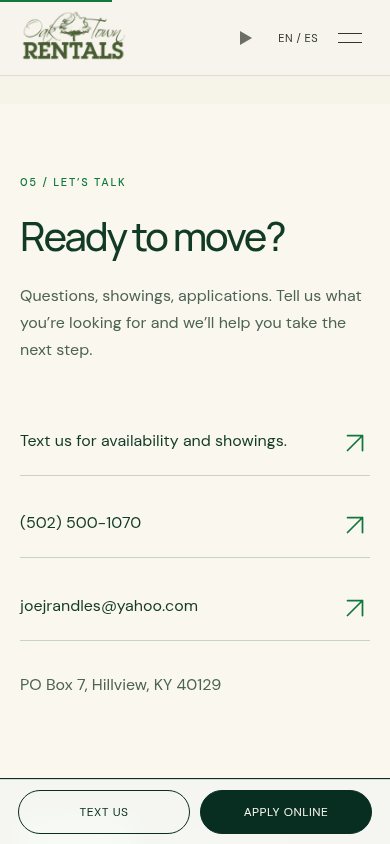 Oak Town
RENTALS
EN / ES
05 / LET’S TALK
Ready to move?
Questions, showings, applications. Tell us what
you’re looking for and we’ll help you take the
next step.
Text us for availability and showings.
(502) 500-1070
joejrandles@yahoo.com
PO Box 7, Hillview, KY 40129
TEXT US
APPLY ONLINE